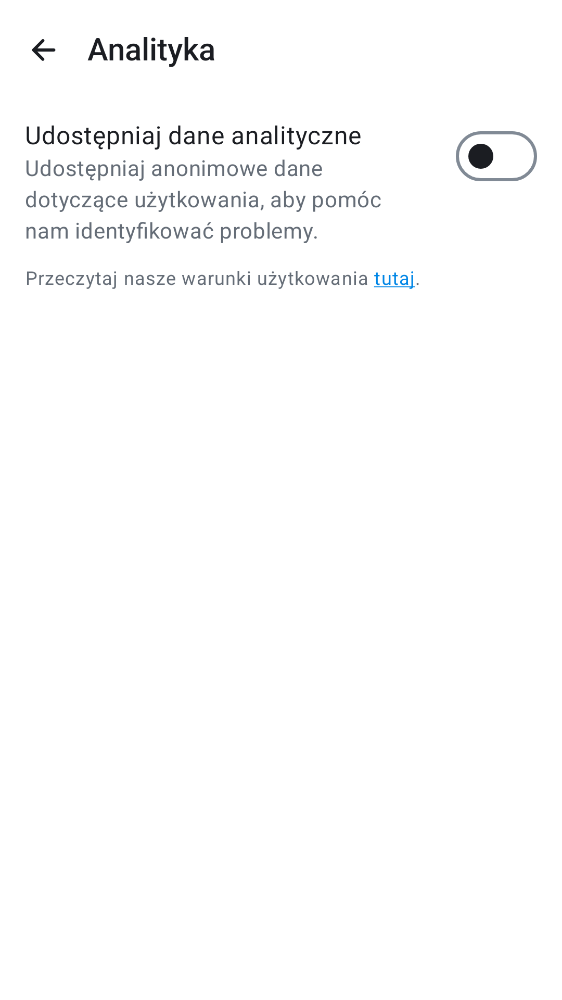 Analityka
Udostępniaj dane analityczne
Udostępniaj anonimowe dane
dotyczące użytkowania, aby pomóc
nam identyfikować problemy.
Przeczytaj nasze warunki użytkowania tutaj.